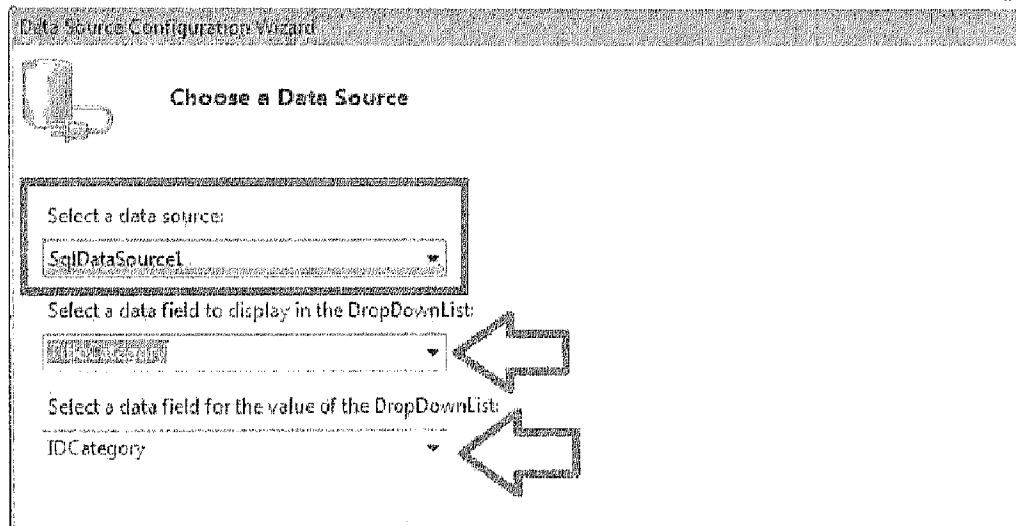 Data Source Configuration Wizard
Choose a Data Source
Select a data source:
SqlDataSource1
Select a data field to display in the DropDownList:
Select a data field for the value of the DropDownList:
IDCategory